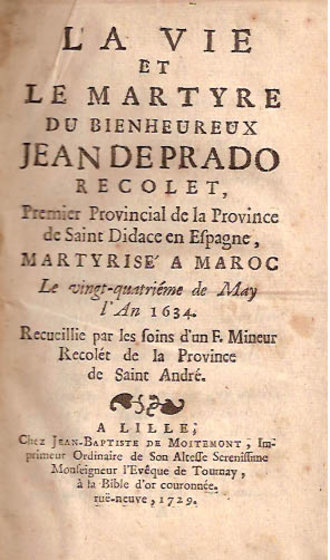 LA VIE
ET
LE MARTYRE
DU BIENHEUREUX
JEAN DE PRADO
RECOLET,
Premier Provincial de la Province
de Saint Didace en Eſpagne,
MARTYRISÉ A MAROC
Le vingt-quatriéme de May
l'An 1634.
Recueillie par les ſoins d'un F. Mineur
Recolét de la Province
de Saint André.
A LILLE,
Chez JEAN-BAPTISTE DE MOITEMONT, Im-
primeur Ordinaire de Son Alteſſe Sereniſſime
Monſeigneur l'Evêque de Tournay,
à la Bible d'or couronnée.
ruë-neuve, 1729.